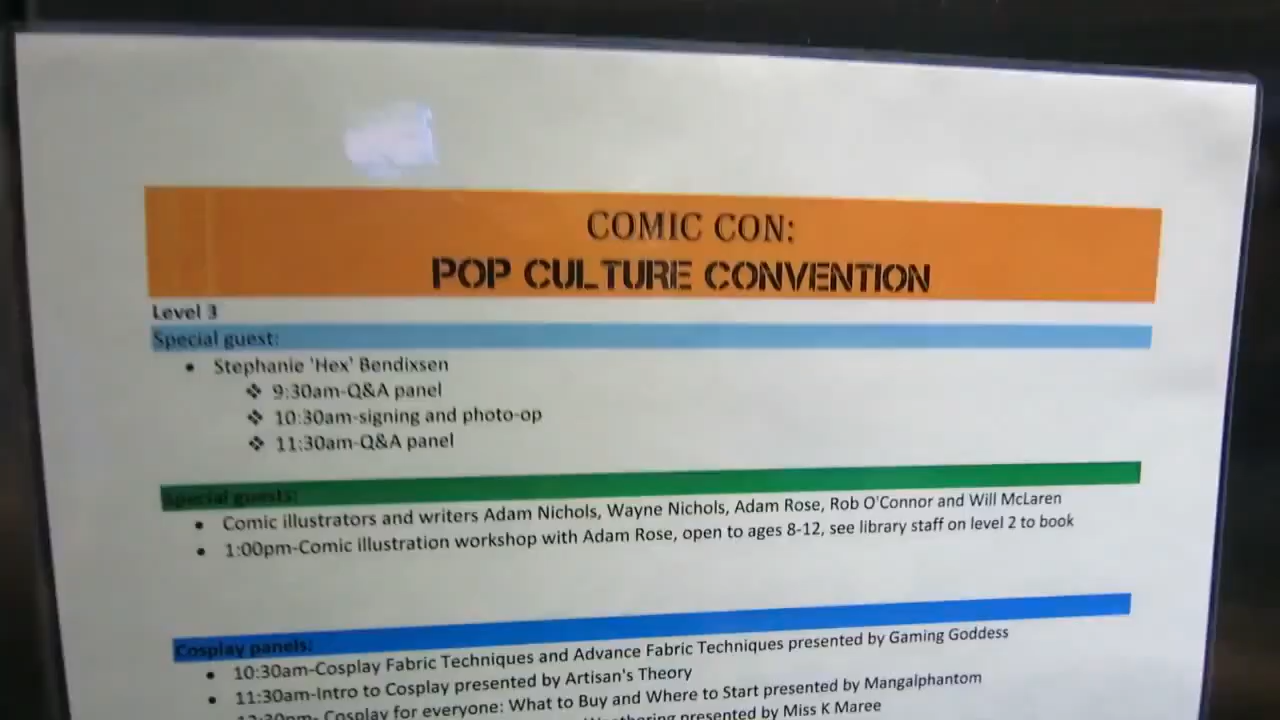 COMIC CON:
POP CULTURE CONVENTION
Level 3
Special guest:
• Stephanie 'Hex' Bendixsen
❖ 9:30am-Q&A panel
❖ 10:30am-signing and photo-op
❖ 11:30am-Q&A panel
Special guests:
• Comic illustrators and writers Adam Nichols, Wayne Nichols, Adam Rose, Rob O'Connor and Will McLaren
• 1:00pm-Comic illustration workshop with Adam Rose, open to ages 8-12, see library staff on level 2 to book
Cosplay panels:
• 10:30am-Cosplay Fabric Techniques and Advance Fabric Techniques presented by Gaming Goddess
• 11:30am-Intro to Cosplay presented by Artisan's Theory
12:30pm- Cosplay for everyone: What to Buy and Where to Start presented by Mangalphantom
Weathering presented by Miss K Maree